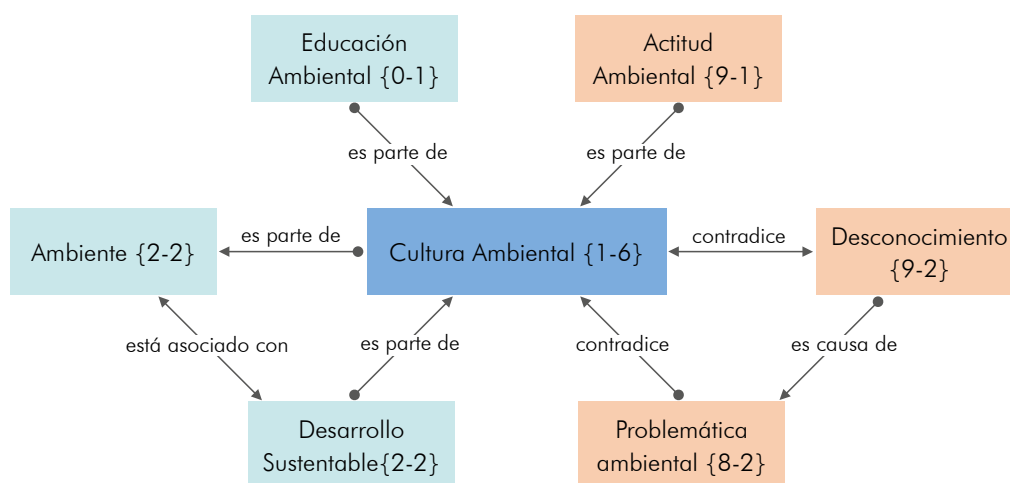 Educación
Ambiental {0-1}
Actitud
Ambiental {9-1}
es parte de
es parte de
Ambiente {2-2}
es parte de
Cultura Ambiental {1-6}
contradice
Desconocimiento
{9-2}
está asociado con
es parte de
contradice
es causa de
Desarrollo
Sustentable{2-2}
Problemática
ambiental {8-2}